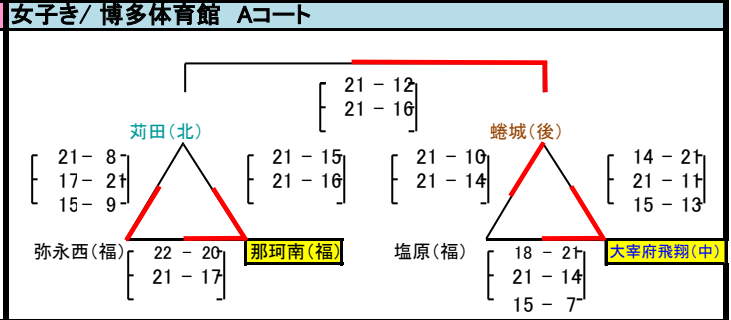 女子き/ 博多体育館 Aコート
21 - 12
21 - 16
-
苅田(北)
蜷城(後)
21 - 8
17 - 21
15 - 9
21 - 15
21 - 16
-
21 - 10
21 - 14
-
14 - 21
21 - 11
15 - 13
弥永西(福)
22 - 20
21 - 17
-
那珂南(福)
塩原(福)
18 - 21
21 - 14
15 - 7
大宰府飛翔(中)